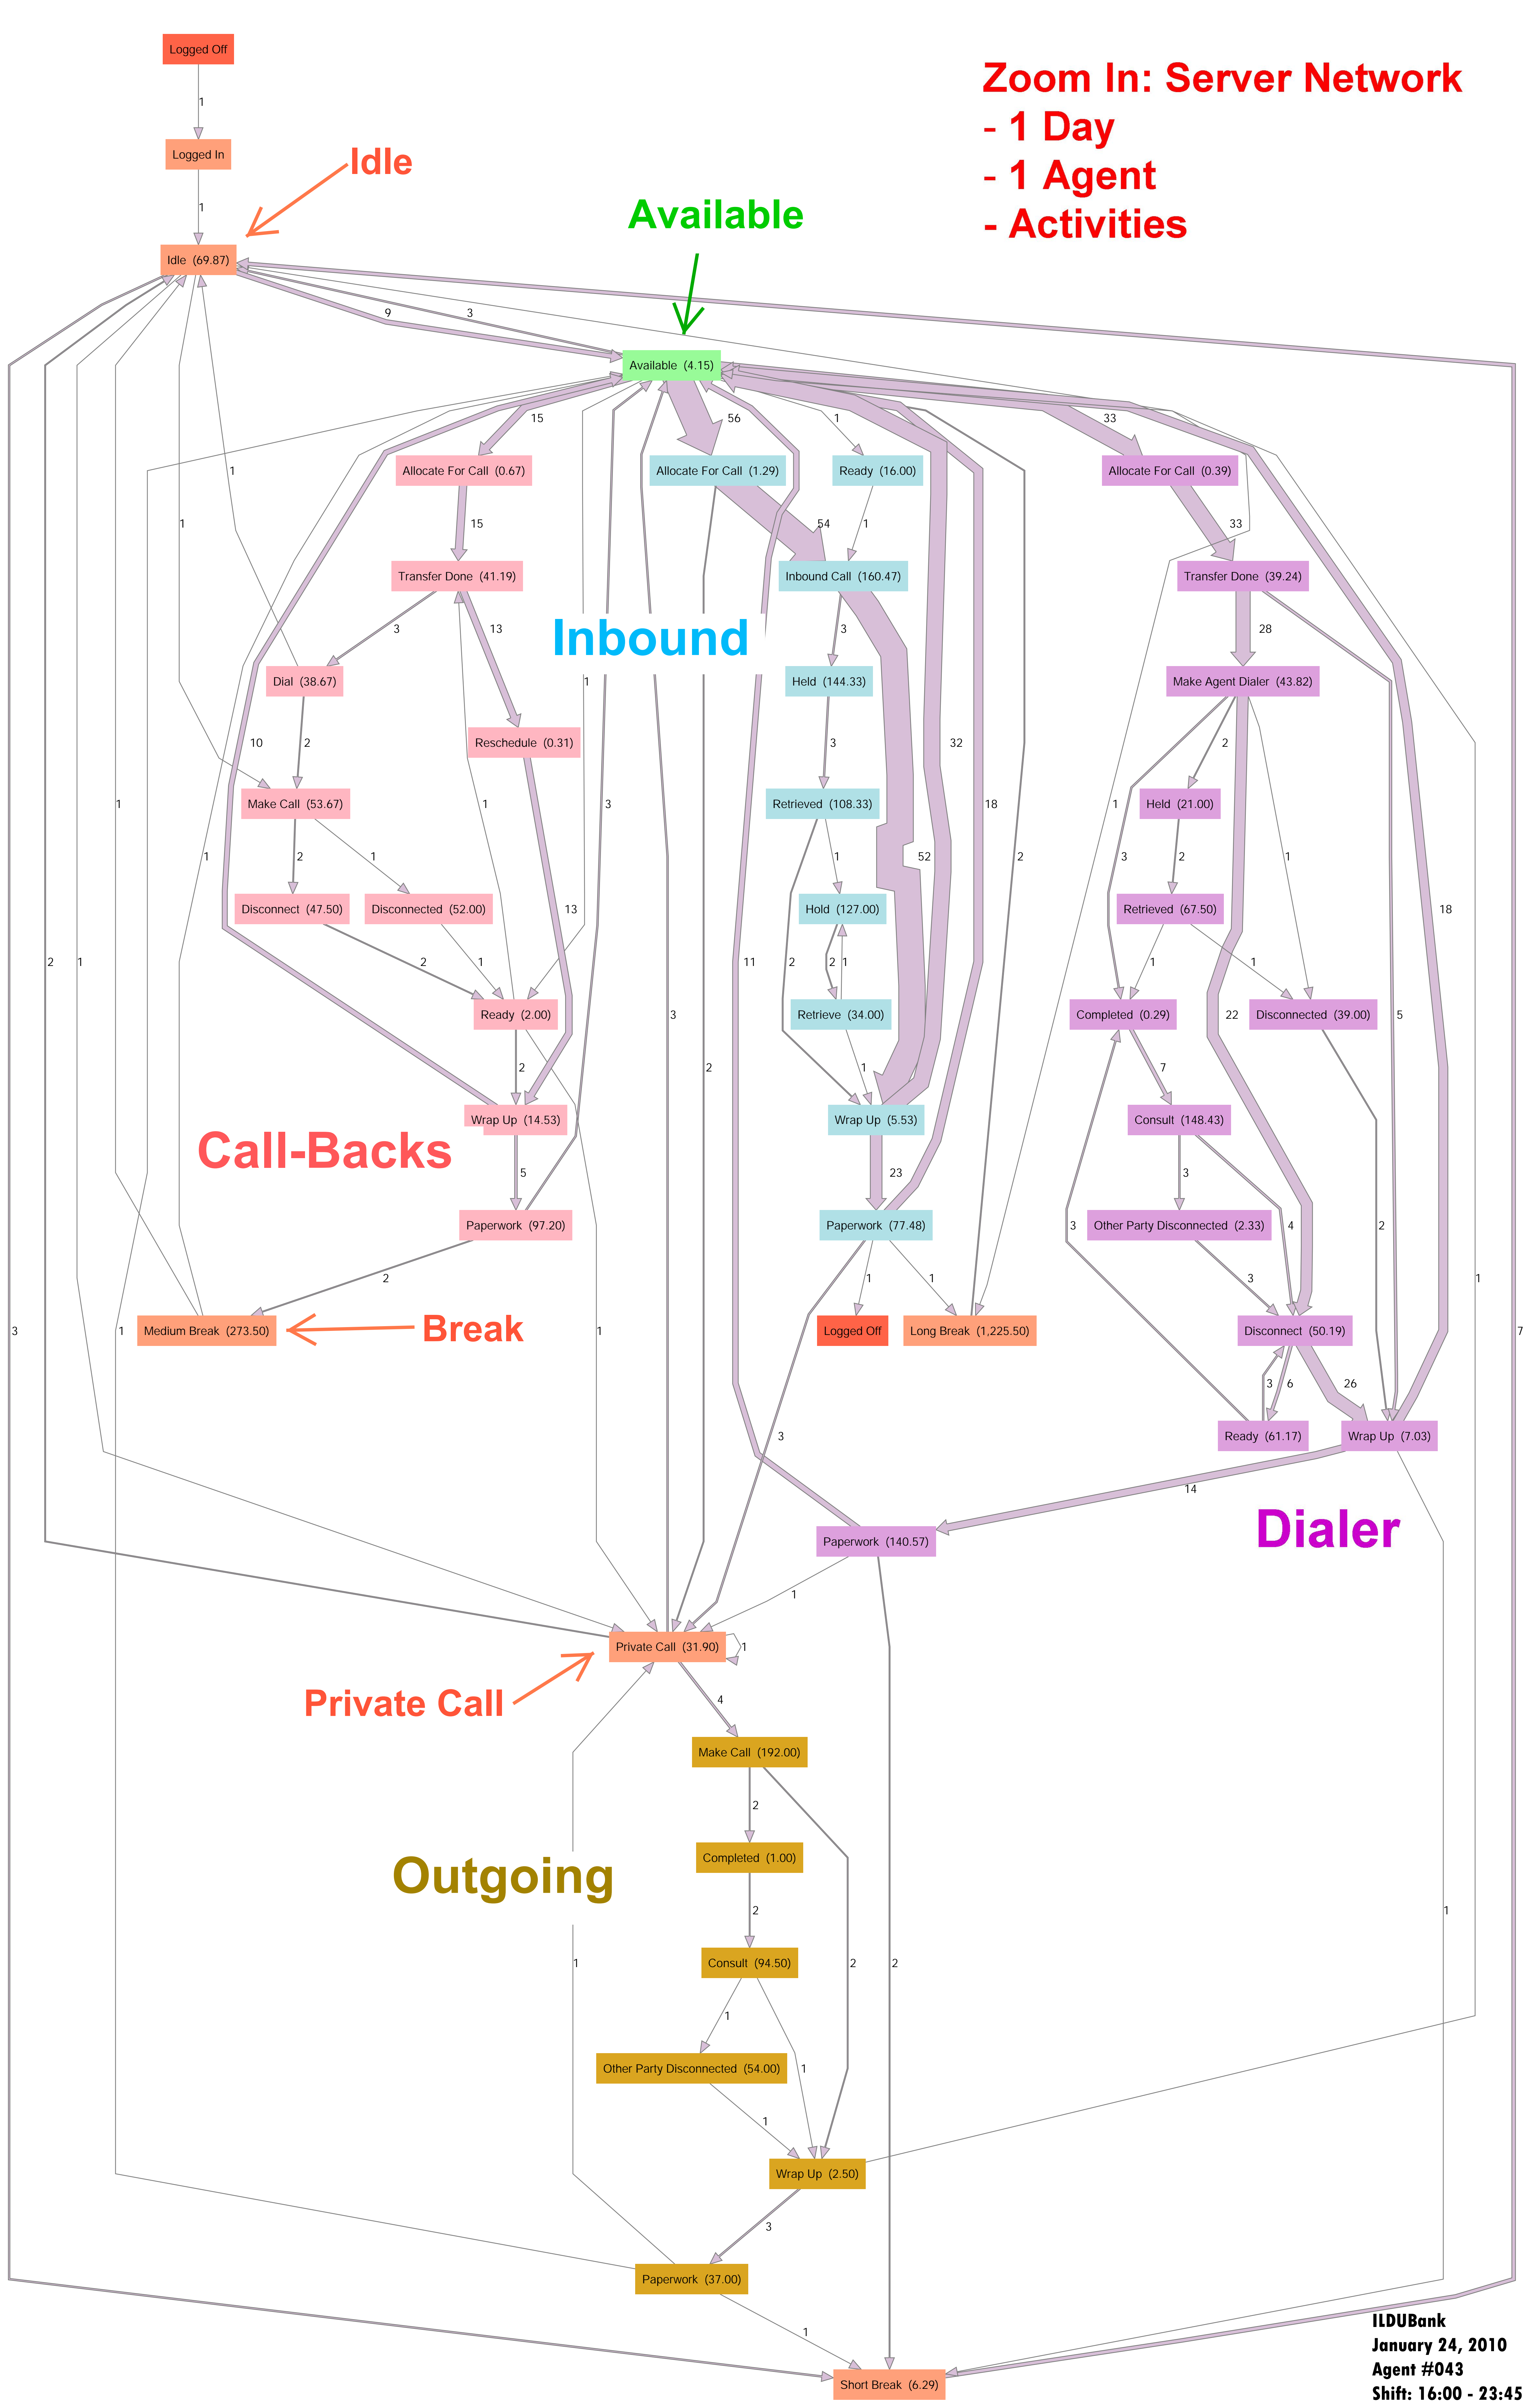 Logged Off
Zoom In: Server Network
- 1 Day
- 1 Agent
- Activities
1
Logged In
Idle
1
Available
Idle (69.87)
9
3
Available (4.15)
15
56
1
33
1
Allocate For Call (0.67)
Allocate For Call (1.29)
Ready (16.00)
Allocate For Call (0.39)
1
15
54
1
33
Transfer Done (41.19)
Inbound Call (160.47)
Transfer Done (39.24)
3
13
Inbound
3
28
Dial (38.67)
1
Held (144.33)
Make Agent Dialer (43.82)
10
2
Reschedule (0.31)
3
32
2
1
Make Call (53.67)
1
3
Retrieved (108.33)
18
1
Held (21.00)
1
2
1
1
52
2
3
2
1
Disconnect (47.50)
Disconnected (52.00)
13
Hold (127.00)
Retrieved (67.50)
18
2
1
2
1
11
2
2
1
1
1
Ready (2.00)
Retrieve (34.00)
Completed (0.29)
22
Disconnected (39.00)
5
2
3
2
1
7
Wrap Up (14.53)
Wrap Up (5.53)
Consult (148.43)
Call-Backs
5
23
3
Paperwork (97.20)
Paperwork (77.48)
3
Other Party Disconnected (2.33)
4
2
2
1
1
3
1
3
1
Medium Break (273.50)
Break
1
Logged Off
Long Break (1,225.50)
Disconnect (50.19)
7
3
6
26
3
Ready (61.17)
Wrap Up (7.03)
14
Dialer
Paperwork (140.57)
1
Private Call (31.90)
1
Private Call
4
Make Call (192.00)
2
Outgoing
Completed (1.00)
2
1
1
Consult (94.50)
2
2
1
Other Party Disconnected (54.00)
1
1
Wrap Up (2.50)
3
Paperwork (37.00)
1
Short Break (6.29)
ILDUBank
January 24, 2010
Agent #043
Shift: 16:00 - 23:45